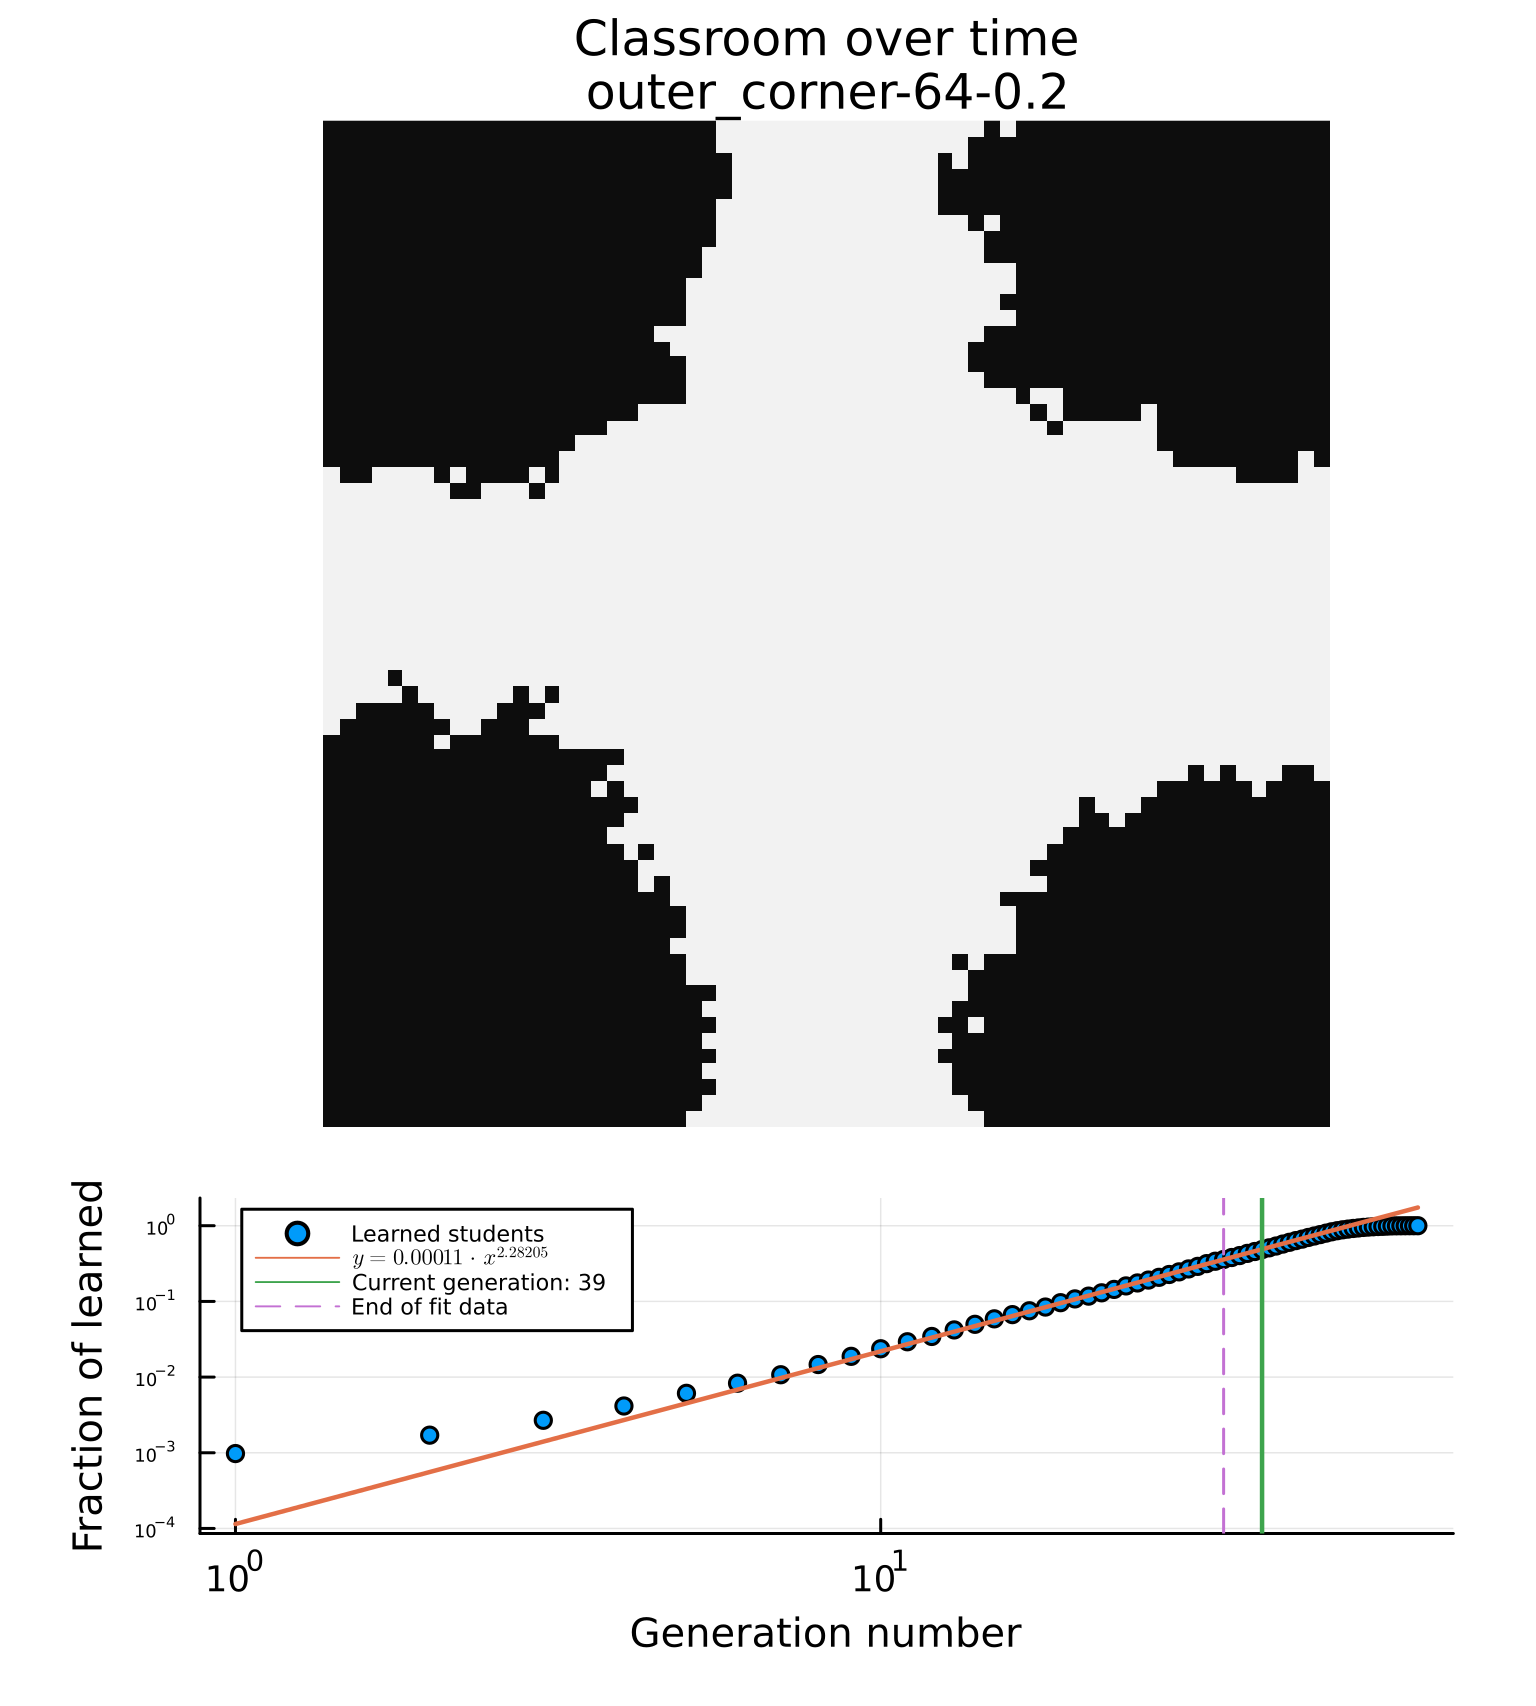 Classroom over time
outer_corner-64-0.2
Fraction of learned
10^0
10^-1
10^-2
10^-3
10^-4
Learned students
y = 0.00011 · x^2.28205
Current generation: 39
End of fit data
10^0
10^1
Generation number